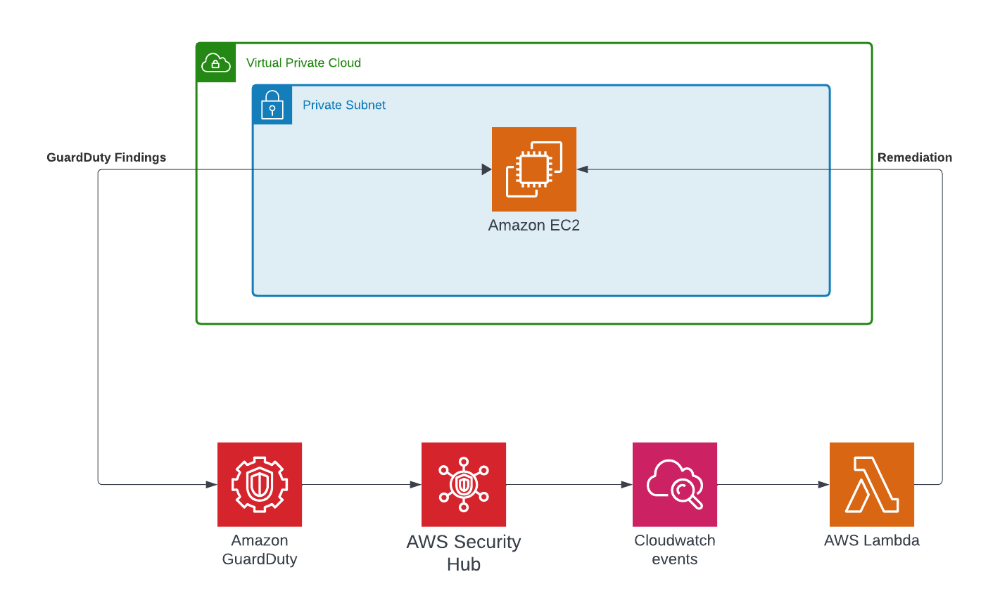 Virtual Private Cloud
Private Subnet
GuardDuty Findings
Remediation
Amazon EC2
Amazon
GuardDuty
AWS Security
Hub
Cloudwatch
events
AWS Lambda